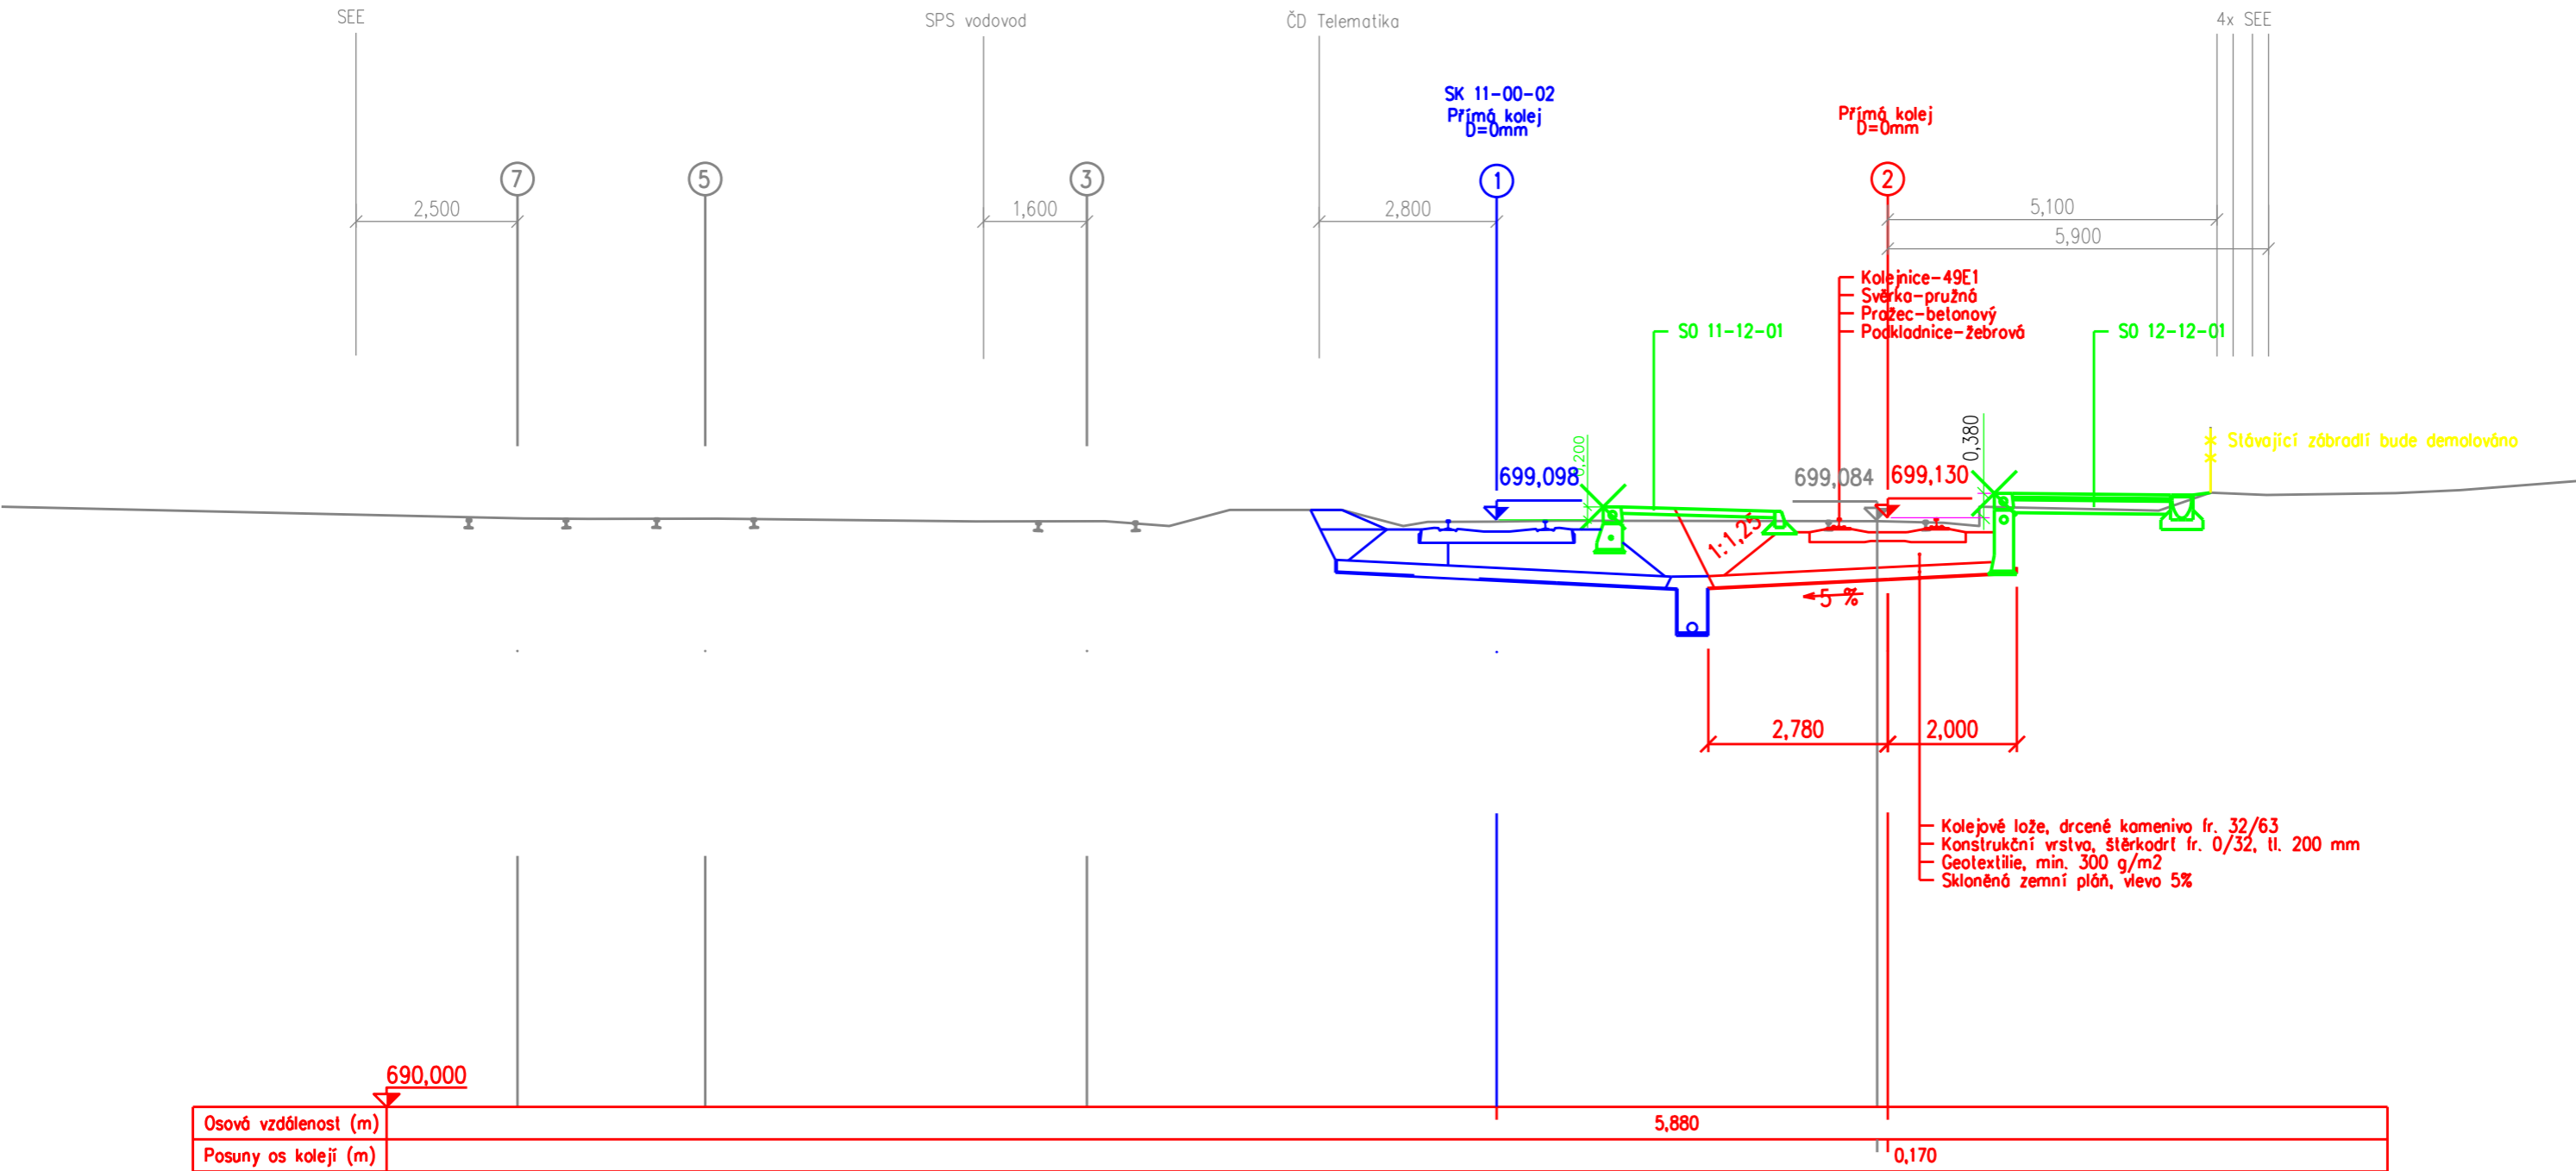 SEE
SPS vodovod
ČD Telematika
4x SEE
SK 11-00-02
Přímá kolej
D=0mm
Přímá kolej
D=0mm
7
5
3
1
2
2,500
1,600
2,800
5,100
5,900
Kolejnice-49E1
Svěrka-pružná
Pražec-betonový
Podkladnice-žebrová
SO 11-12-01
SO 12-12-01
0,200
0,380
Stávající zábradlí bude demolováno
699,098
699,084
699,130
1:1,25
5 %
2,780
2,000
Kolejové lože, drcené kamenivo fr. 32/63
Konstrukční vrstva, štěrkodrť fr. 0/32, tl. 200 mm
Geotextilie, min. 300 g/m2
Skloněná zemní pláň, vlevo 5%
690,000
Osová vzdálenost (m)
5,880
Posuny os kolejí (m)
0,170